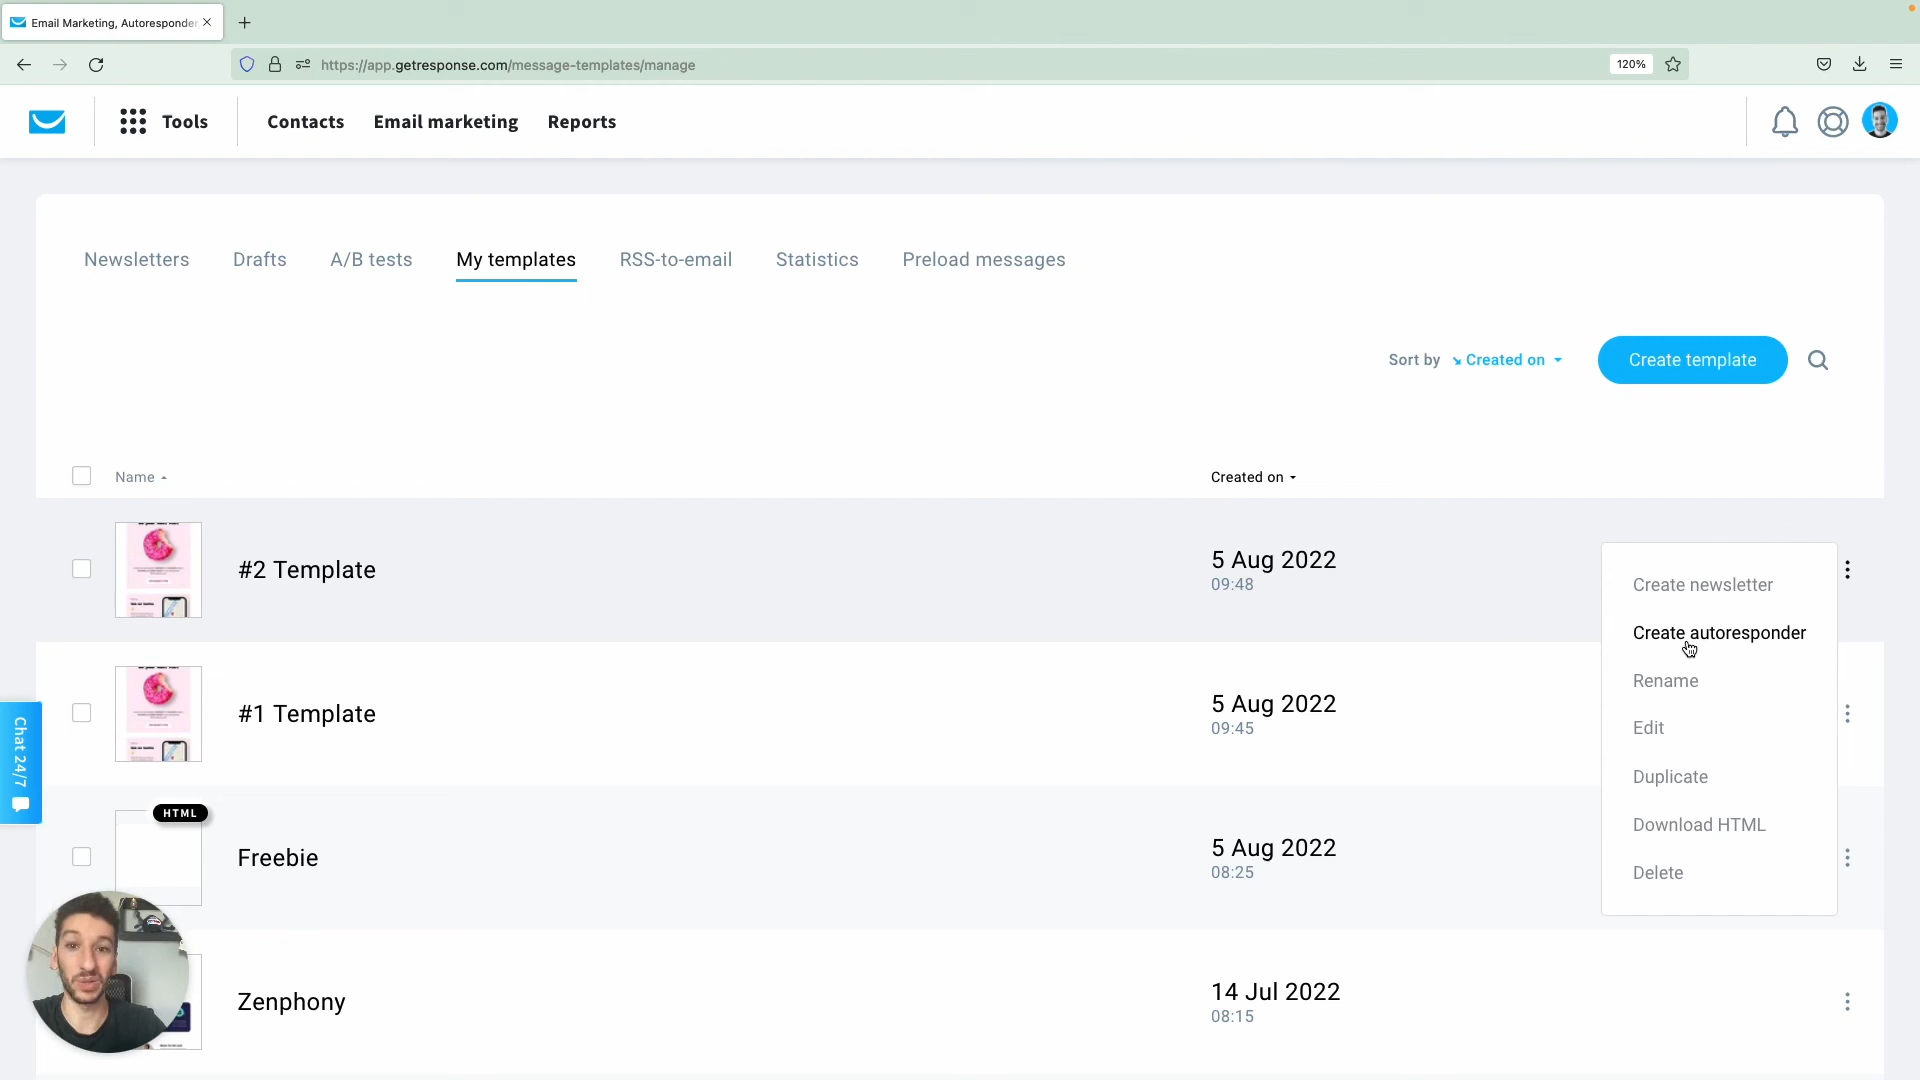 Email Marketing, Autoresponder
https://app.getresponse.com/message-templates/manage
120%
Tools
Contacts
Email marketing
Reports
Newsletters
Drafts
A/B tests
My templates
RSS-to-email
Statistics
Preload messages
Sort by
Created on
Create template
Name
Created on
#2 Template
5 Aug 2022
09:48
#1 Template
5 Aug 2022
09:45
HTML
Freebie
5 Aug 2022
08:25
Zenphony
14 Jul 2022
08:15
Create newsletter
Create autoresponder
Rename
Edit
Duplicate
Download HTML
Delete
Chat 24/7